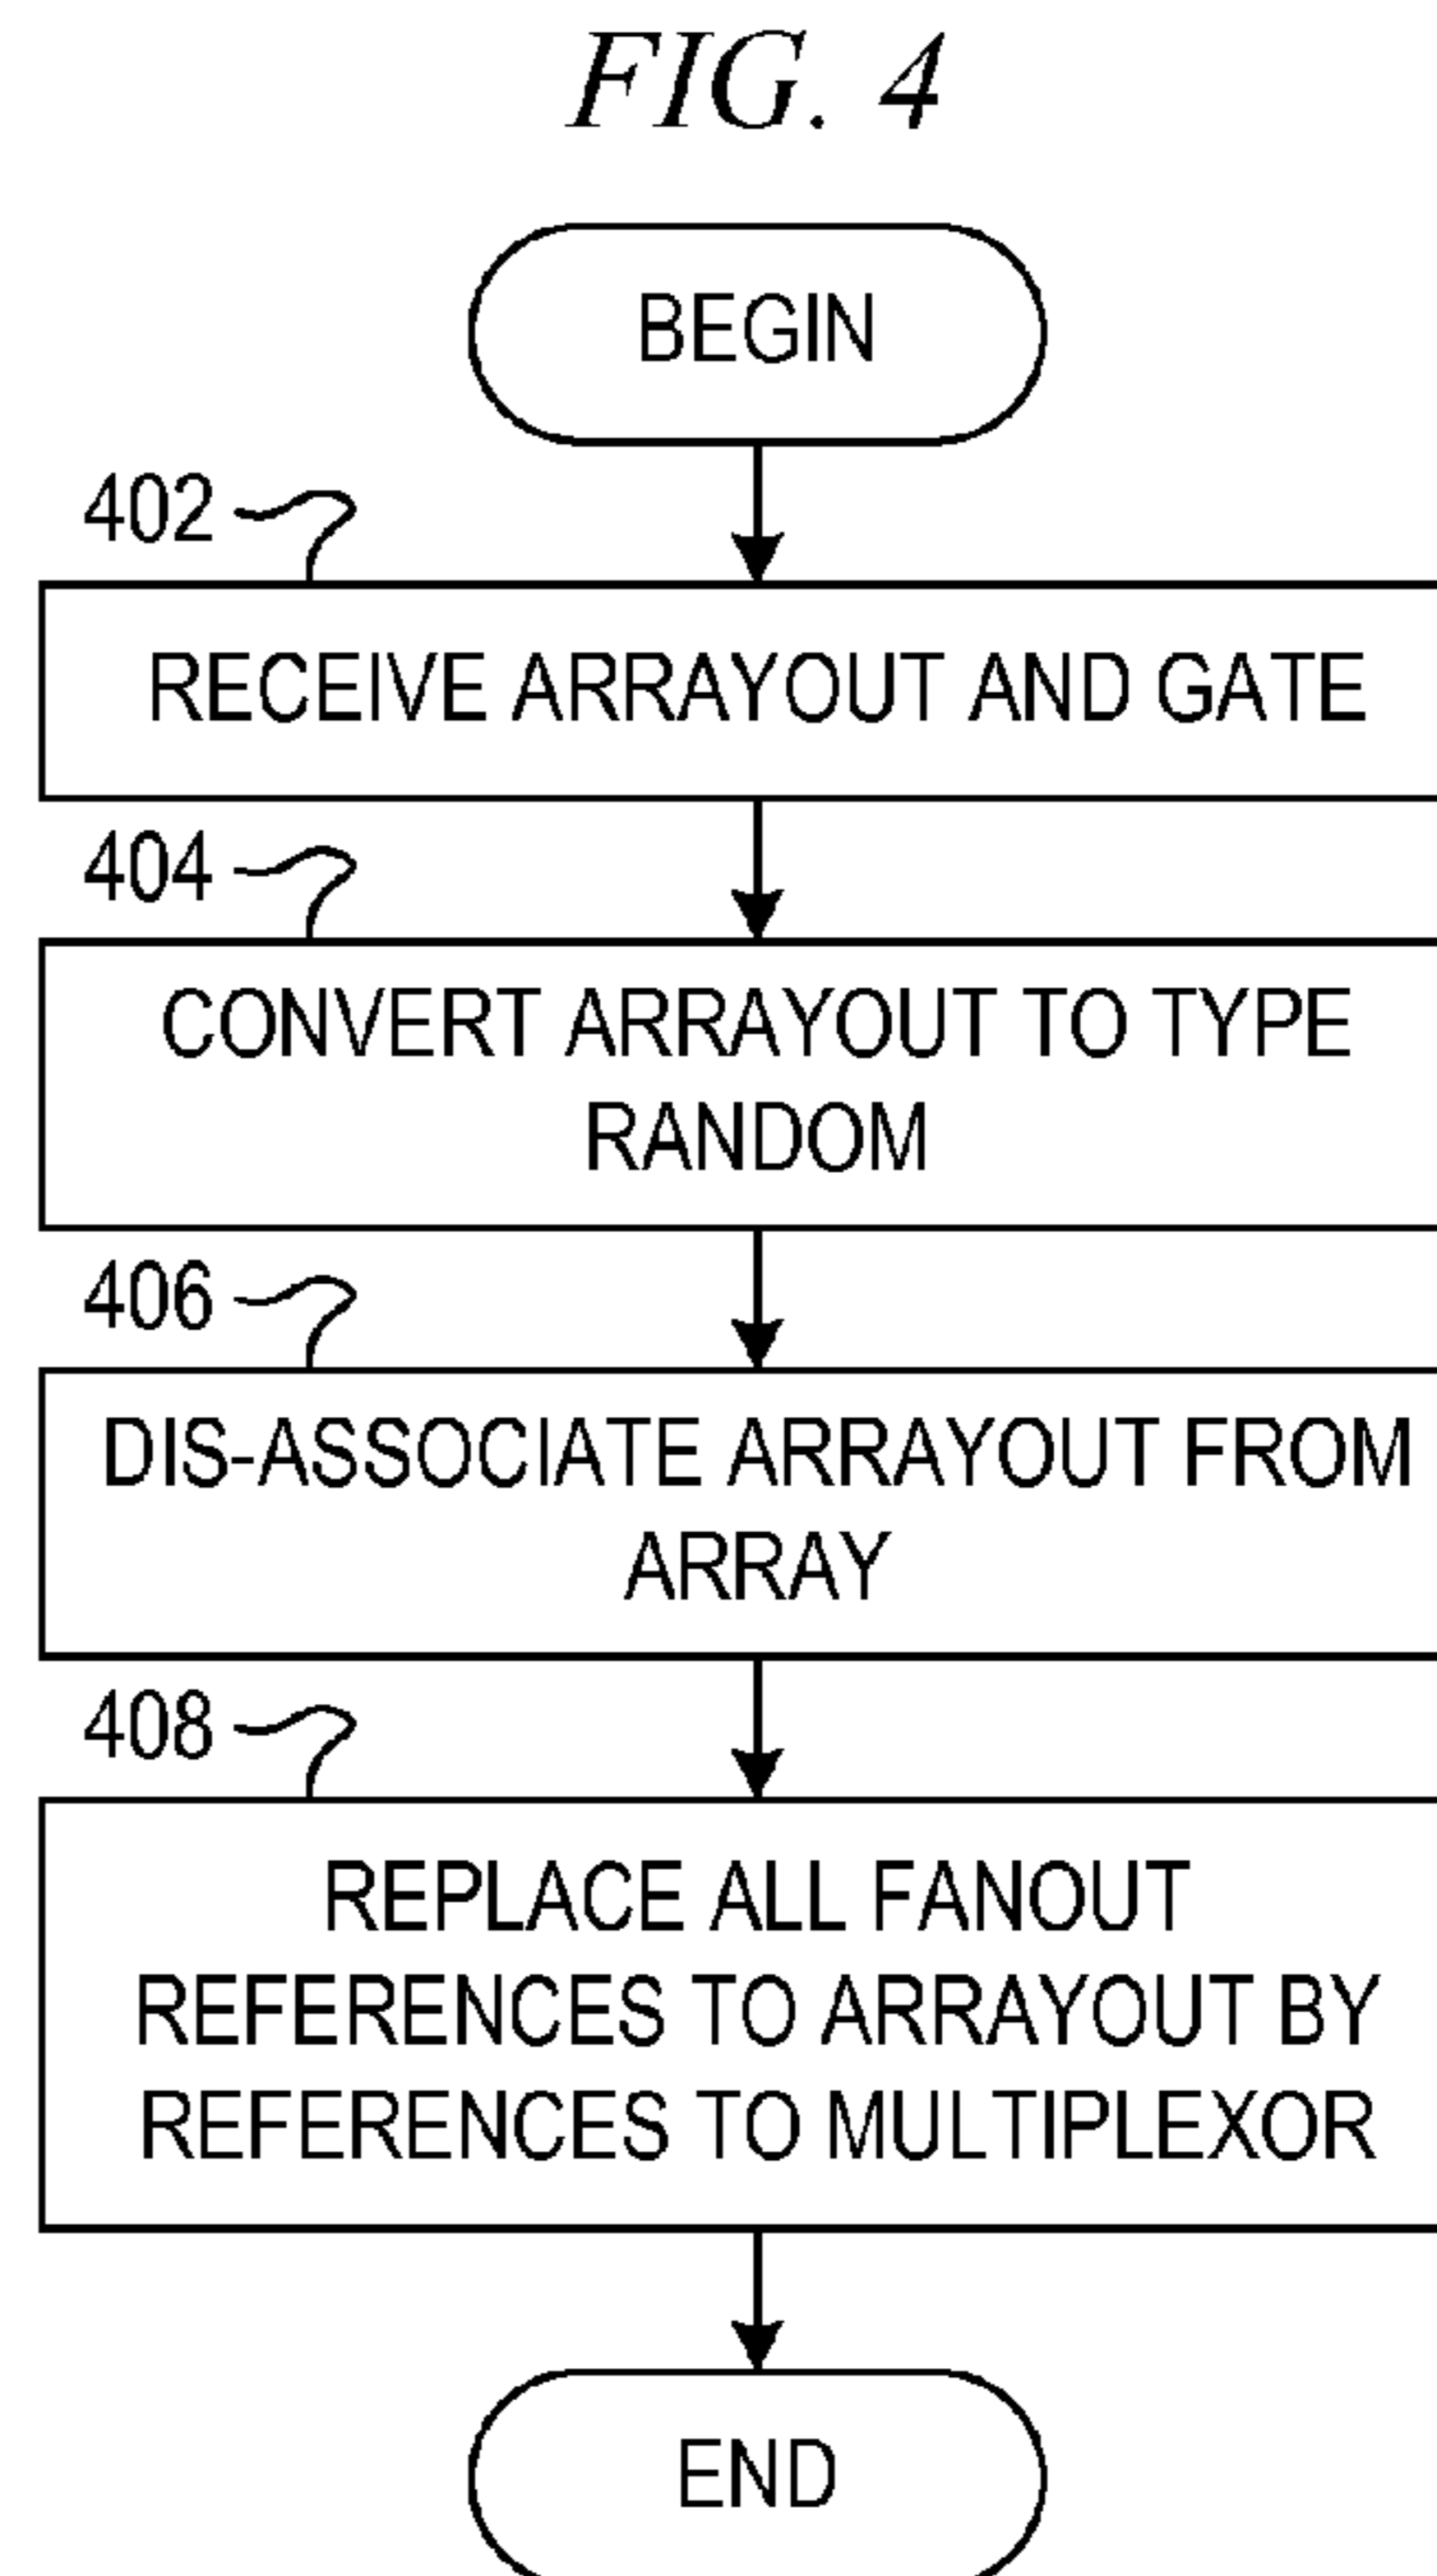 FIG. 4
BEGIN
402
RECEIVE ARRAYOUT AND GATE
404
CONVERT ARRAYOUT TO TYPE
RANDOM
406
DIS-ASSOCIATE ARRAYOUT FROM
ARRAY
408
REPLACE ALL FANOUT
REFERENCES TO ARRAYOUT BY
REFERENCES TO MULTIPLEXOR
END